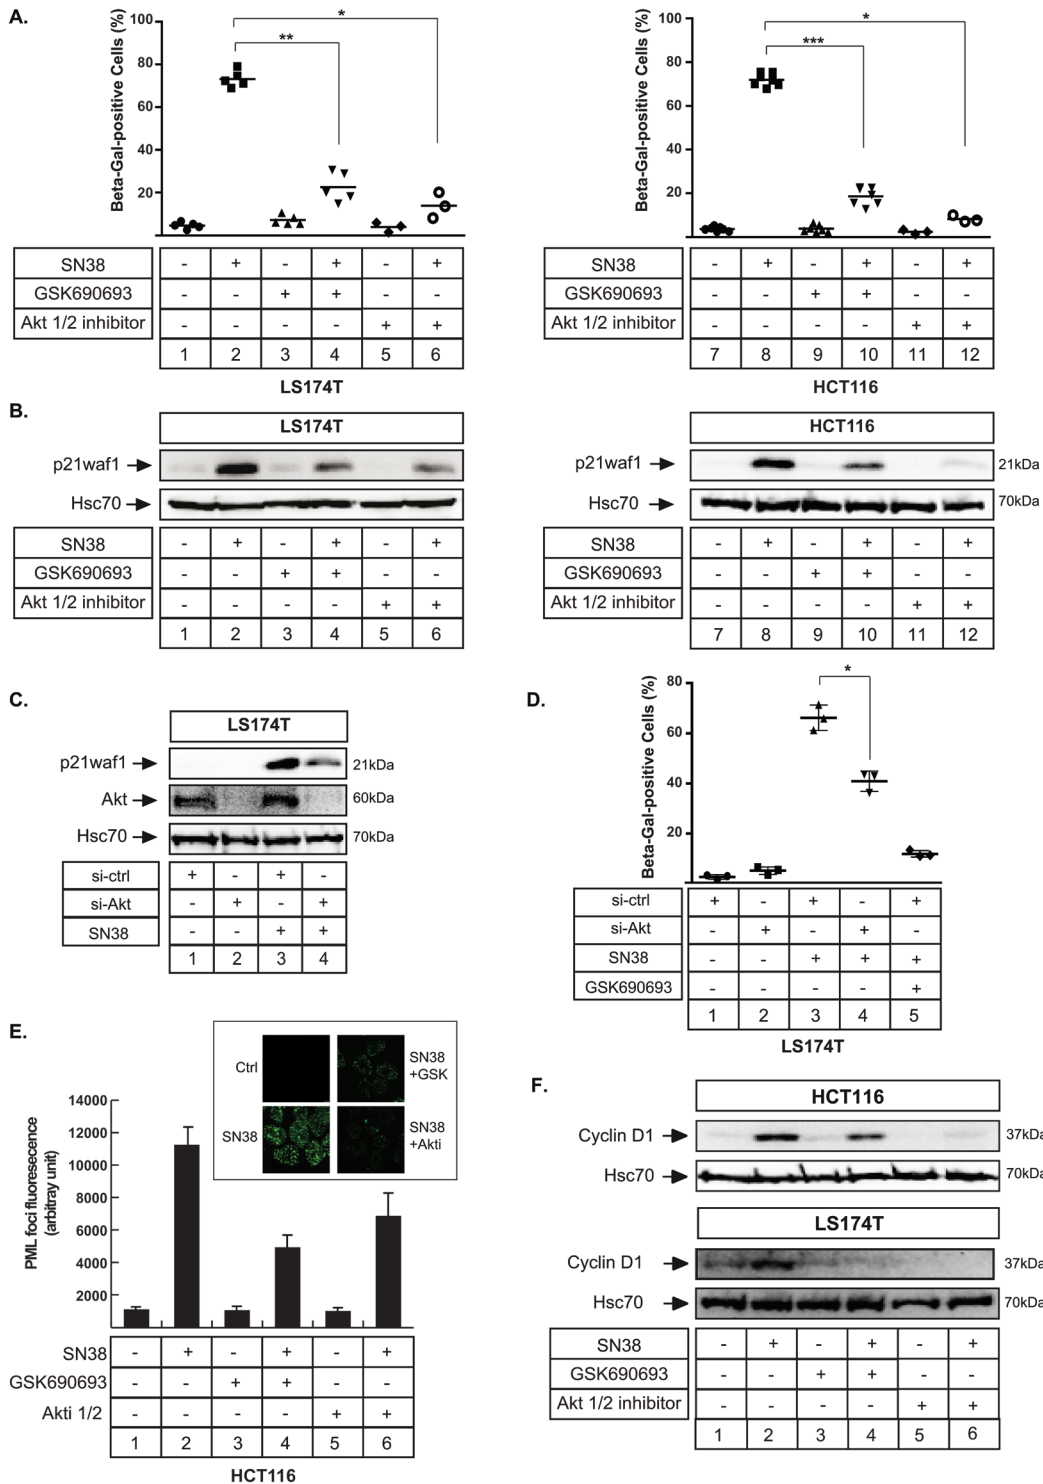 A.
Beta-Gal-positive Cells (%)
100
80
60
40
20
*
**
SN38 - + - + - +
GSK690693 - - + + - -
Akt 1/2 inhibitor - - - - + +
1 2 3 4 5 6
LS174T
Beta-Gal-positive Cells (%)
100
80
60
40
20
*
***
SN38 - + - + - +
GSK690693 - - + + - -
Akt 1/2 inhibitor - - - - + +
7 8 9 10 11 12
HCT116
B.
LS174T
p21waf1
Hsc70
SN38 - + - + - +
GSK690693 - - + + - -
Akt 1/2 inhibitor - - - - + +
1 2 3 4 5 6
HCT116
p21waf1 21kDa
Hsc70 70kDa
SN38 - + - + - +
GSK690693 - - + + - -
Akt 1/2 inhibitor - - - - + +
7 8 9 10 11 12
C.
LS174T
p21waf1 21kDa
Akt 60kDa
Hsc70 70kDa
si-ctrl + - + -
si-Akt - + - +
SN38 - - + +
1 2 3 4
D.
Beta-Gal-positive Cells (%)
80
60
40
20
*
si-ctrl + - + - +
si-Akt - + - + -
SN38 - - + + +
GSK690693 - - - - +
1 2 3 4 5
LS174T
E.
Ctrl
SN38
+GSK
SN38
SN38
+Akti
PML foci fluoresecence
(arbitray unit)
14000
12000
10000
8000
6000
4000
2000
SN38 - + - + - +
GSK690693 - - + + - -
Akti 1/2 - - - - + +
1 2 3 4 5 6
HCT116
F.
HCT116
Cyclin D1 37kDa
Hsc70 70kDa
LS174T
Cyclin D1 37kDa
Hsc70 70kDa
SN38 - + - + - +
GSK690693 - - + + - -
Akt 1/2 inhibitor - - - - + +
1 2 3 4 5 6